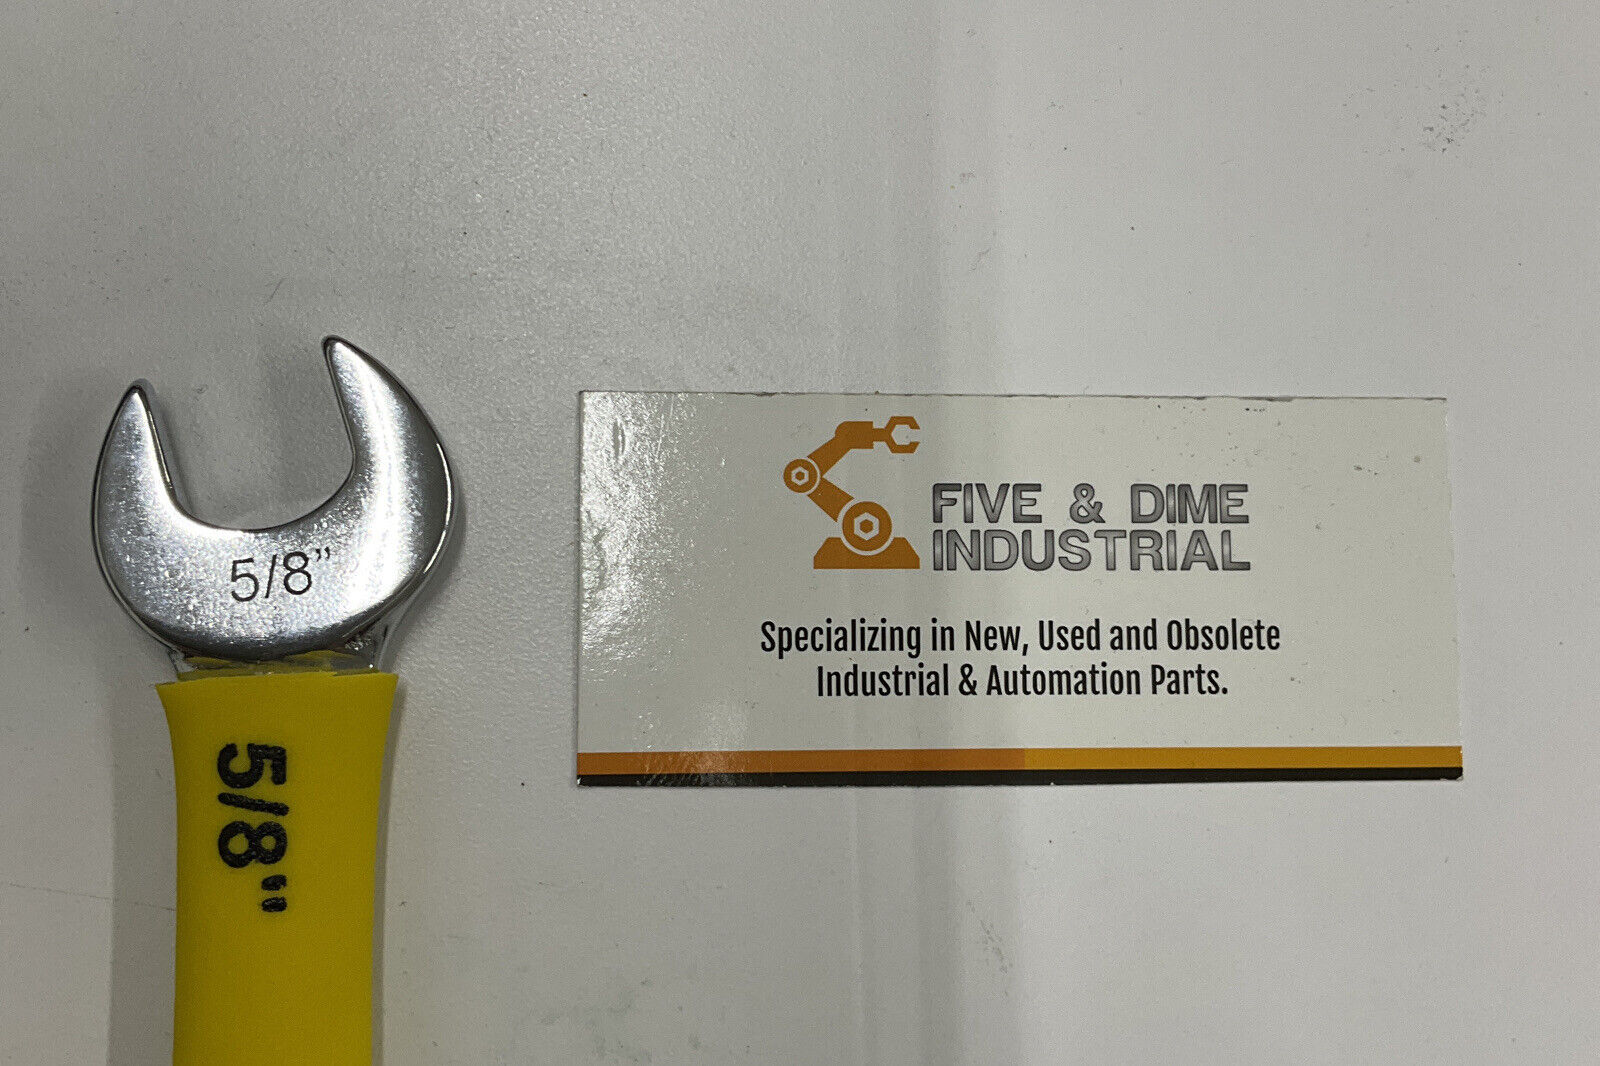 5/8”
5/8"
FIVE & DIME
INDUSTRIAL
Specializing in New, Used and Obsolete
Industrial & Automation Parts.